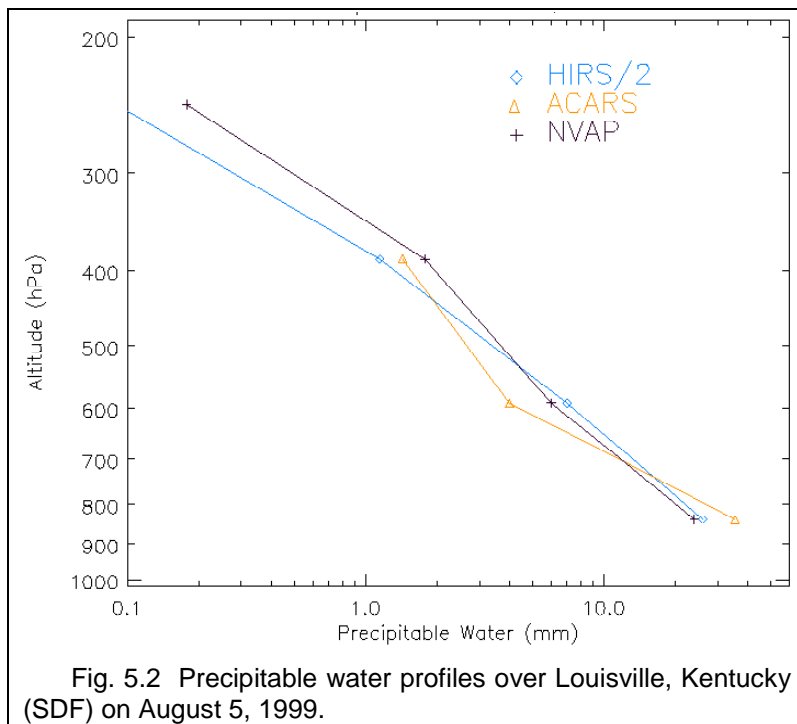 200
300
400
500
600
700
800
900
1000
Altitude (hPa)
HIRS/2
ACARS
NVAP
0.1
1.0
10.0
Precipitable Water (mm)
Fig. 5.2 Precipitable water profiles over Louisville, Kentucky
(SDF) on August 5, 1999.